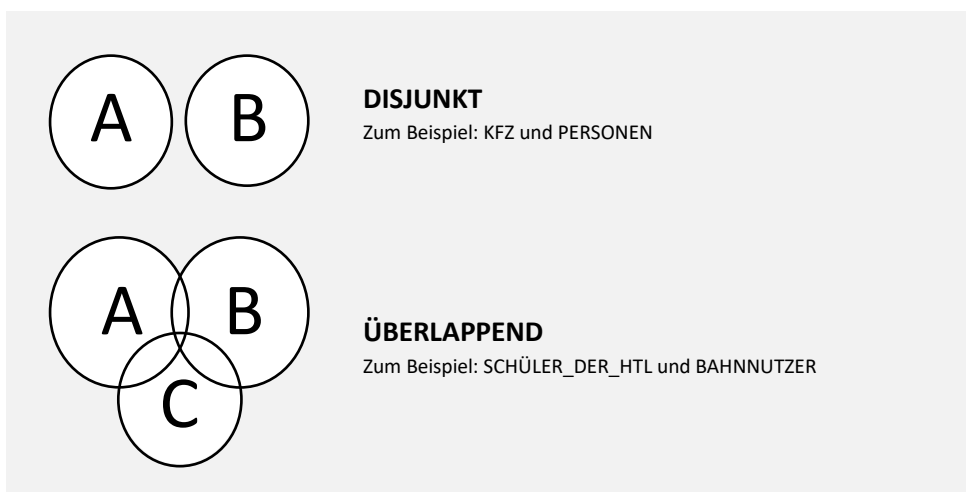 A B
DISJUNKT
Zum Beispiel: KFZ und PERSONEN
A B
ÜBERLAPPEND
Zum Beispiel: SCHÜLER_DER_HTL und BAHNNUTZER
C